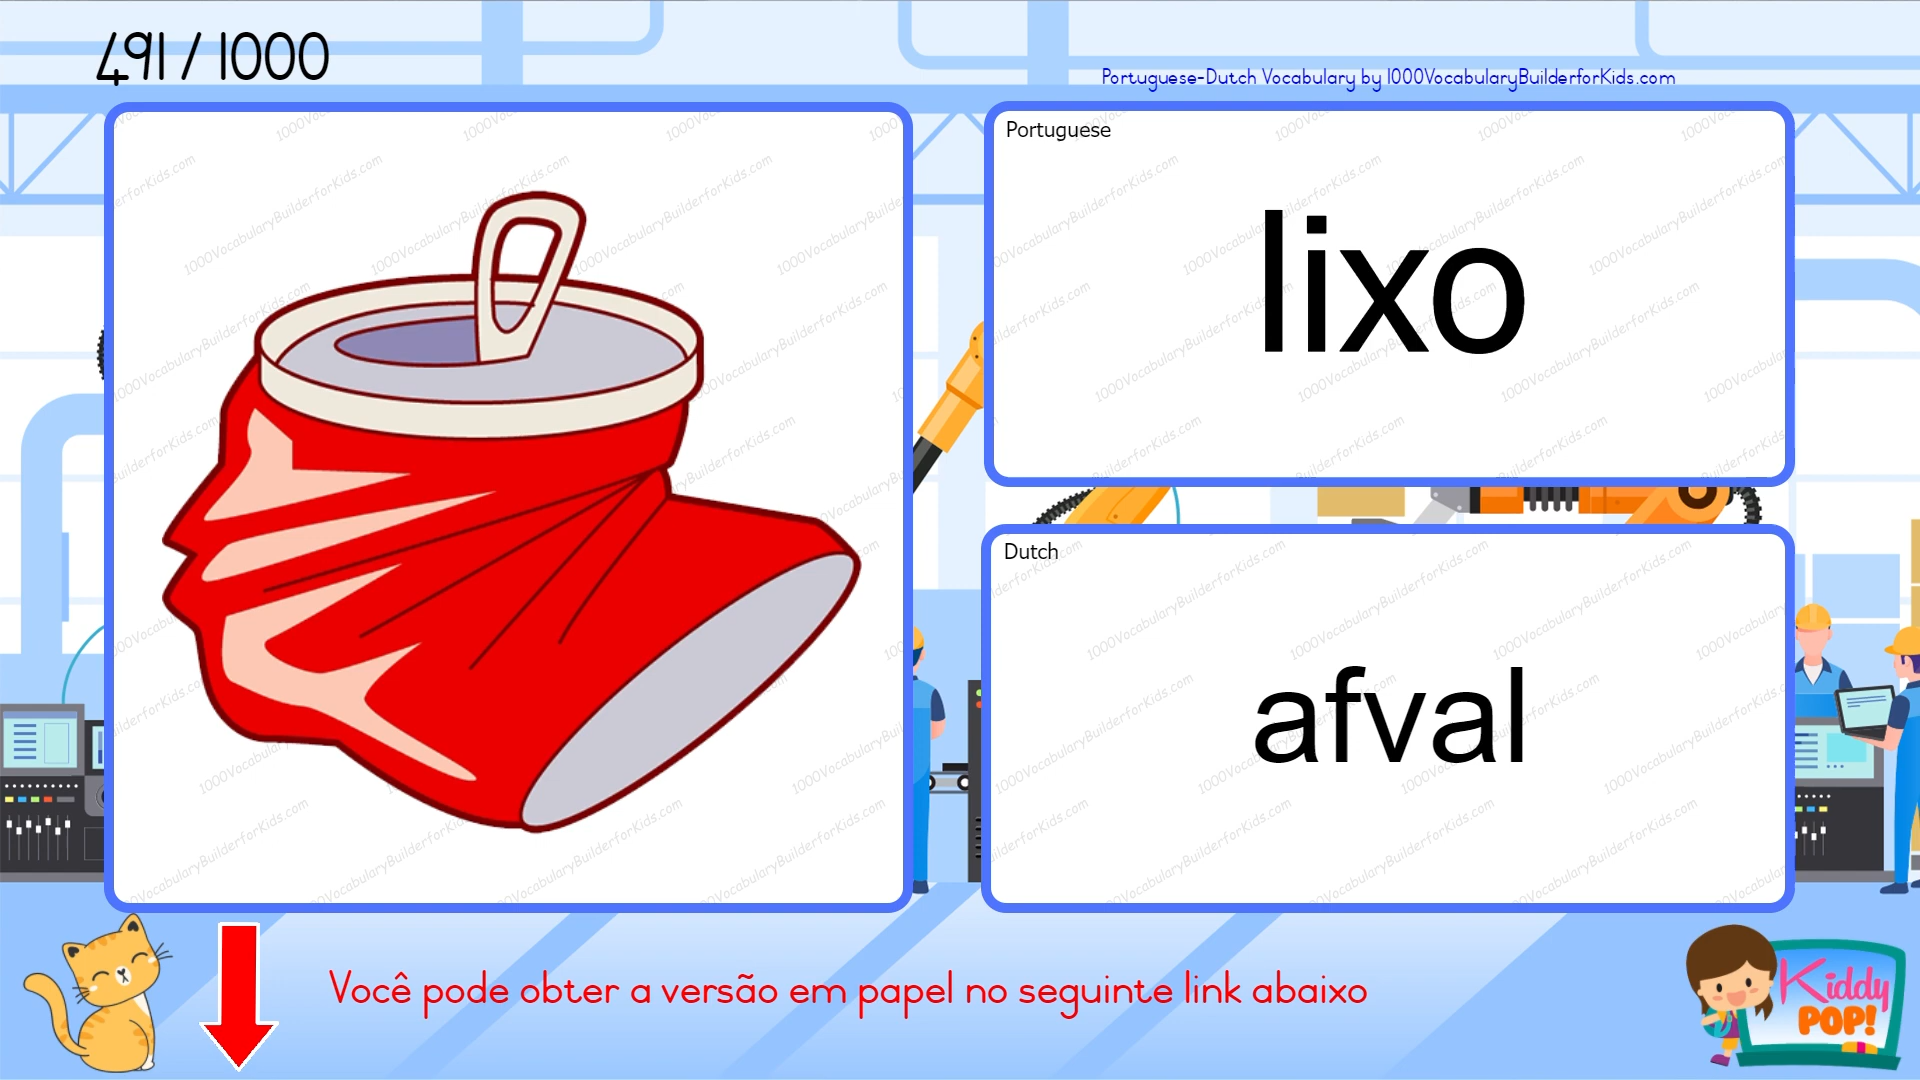 491 / 1000
Portuguese-Dutch Vocabulary by 1000VocabularyBuilderforKids.com
Portuguese
lixo
Dutch
afval
Você pode obter a versão em papel no seguinte link abaixo
Kiddy
POP!